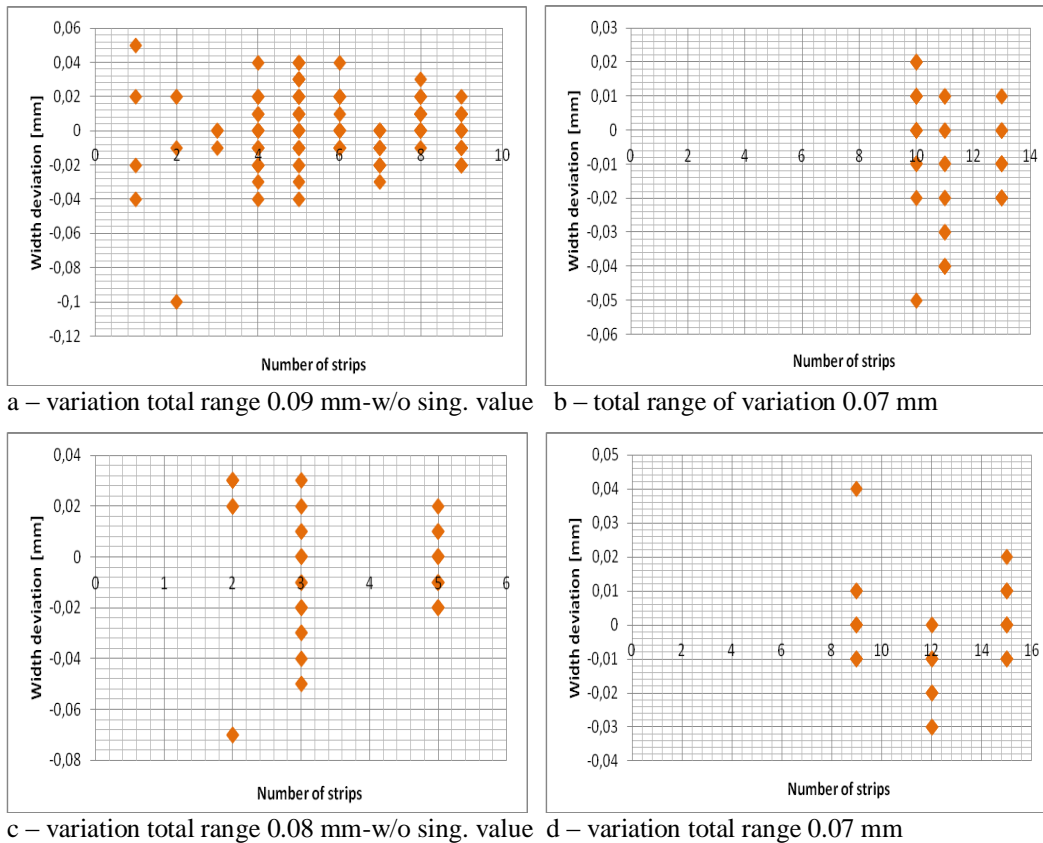 0,06
0,04
0,02
0
-0,02
-0,04
-0,06
-0,08
-0,1
-0,12
Width deviation [mm]
0 2 4 6 8 10
Number of strips
0,03
0,02
0,01
0
-0,01
-0,02
-0,03
-0,04
-0,05
-0,06
Width deviation [mm]
0 2 4 6 8 10 12 14
Number of strips
a – variation total range 0.09 mm-w/o sing. value b – total range of variation 0.07 mm
0,04
0,02
0
-0,02
-0,04
-0,06
-0,08
Width deviation [mm]
0 1 2 3 4 5 6
Number of strips
0,05
0,04
0,03
0,02
0,01
0
-0,01
-0,02
-0,03
-0,04
Width deviation [mm]
0 2 4 6 8 10 12 14 16
Number of strips
c – variation total range 0.08 mm-w/o sing. value d – variation total range 0.07 mm